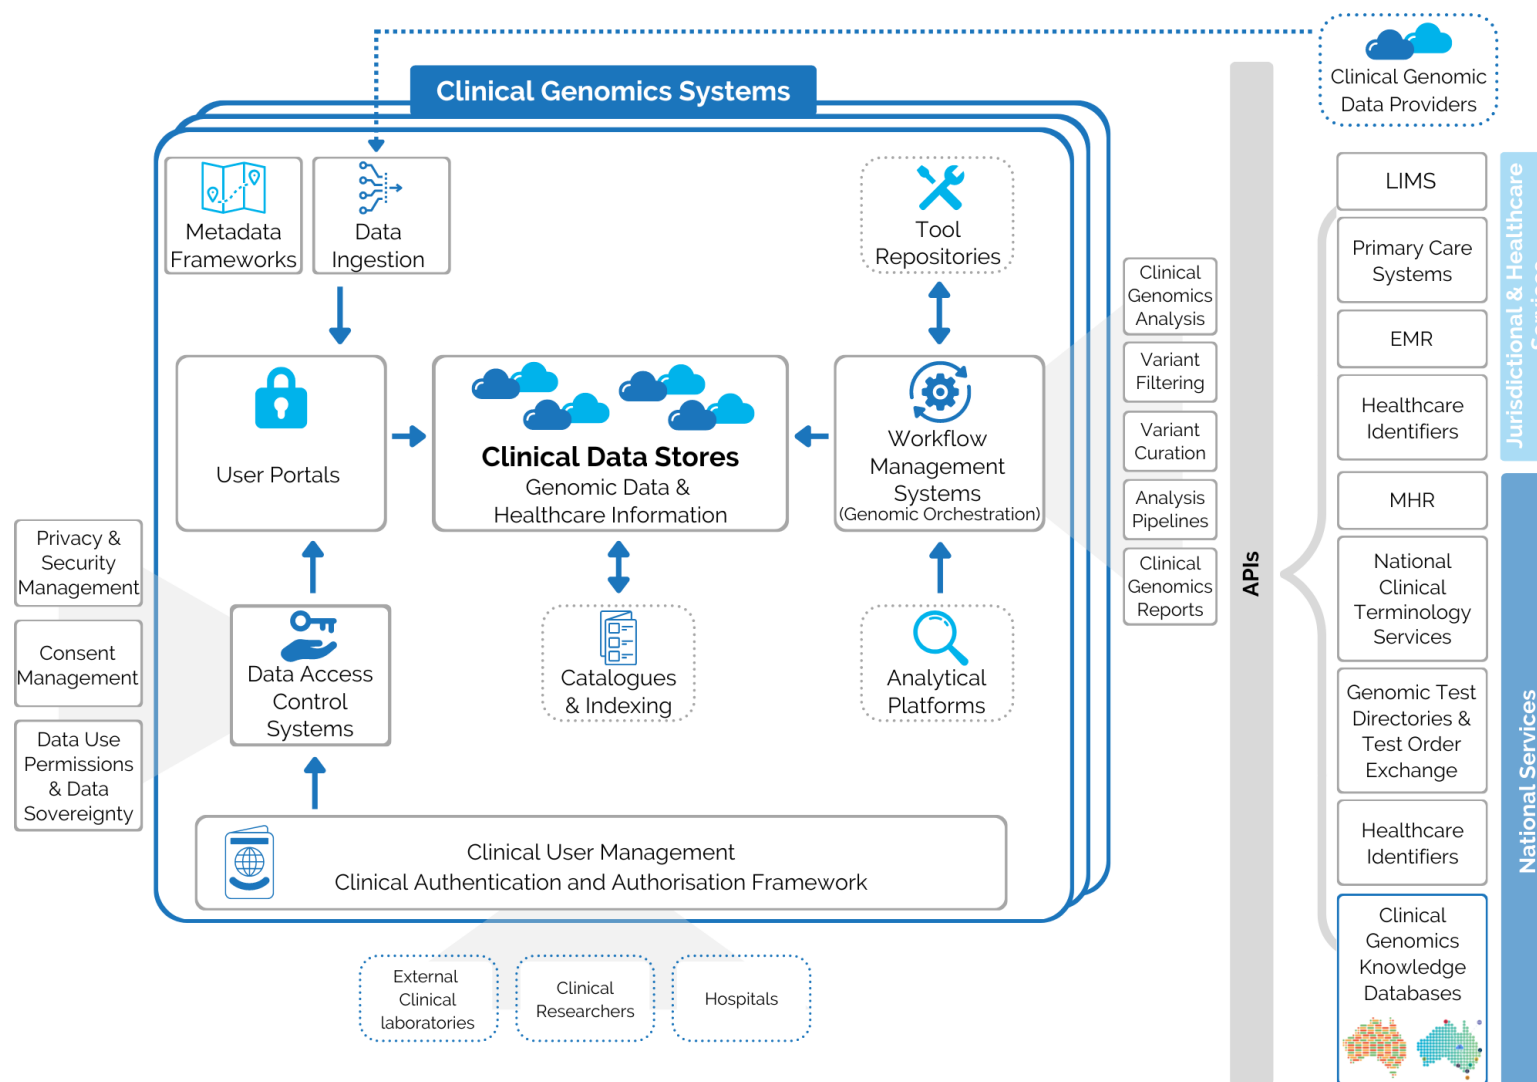 Clinical Genomic
Data Providers
Clinical Genomics Systems
Metadata
Frameworks
Data
Ingestion
Tool
Repositories
User Portals
Clinical Data Stores
Genomic Data &
Healthcare Information
Workflow
Management
Systems
(Genomic Orchestration)
Clinical
Genomics
Analysis
Variant
Filtering
Variant
Curation
Analysis
Pipelines
Clinical
Genomics
Reports
Privacy &
Security
Management
Consent
Management
Data Use
Permissions
& Data
Sovereignty
Data Access
Control
Systems
Catalogues
& Indexing
Analytical
Platforms
Clinical User Management
Clinical Authentication and Authorisation Framework
External
Clinical
laboratories
Clinical
Researchers
Hospitals
APIs
LIMS
Primary Care
Systems
EMR
Healthcare
Identifiers
MHR
National
Clinical
Terminology
Services
Genomic Test
Directories &
Test Order
Exchange
Healthcare
Identifiers
Clinical
Genomics
Knowledge
Databases
Jurisdictional & Healthcare
National Services